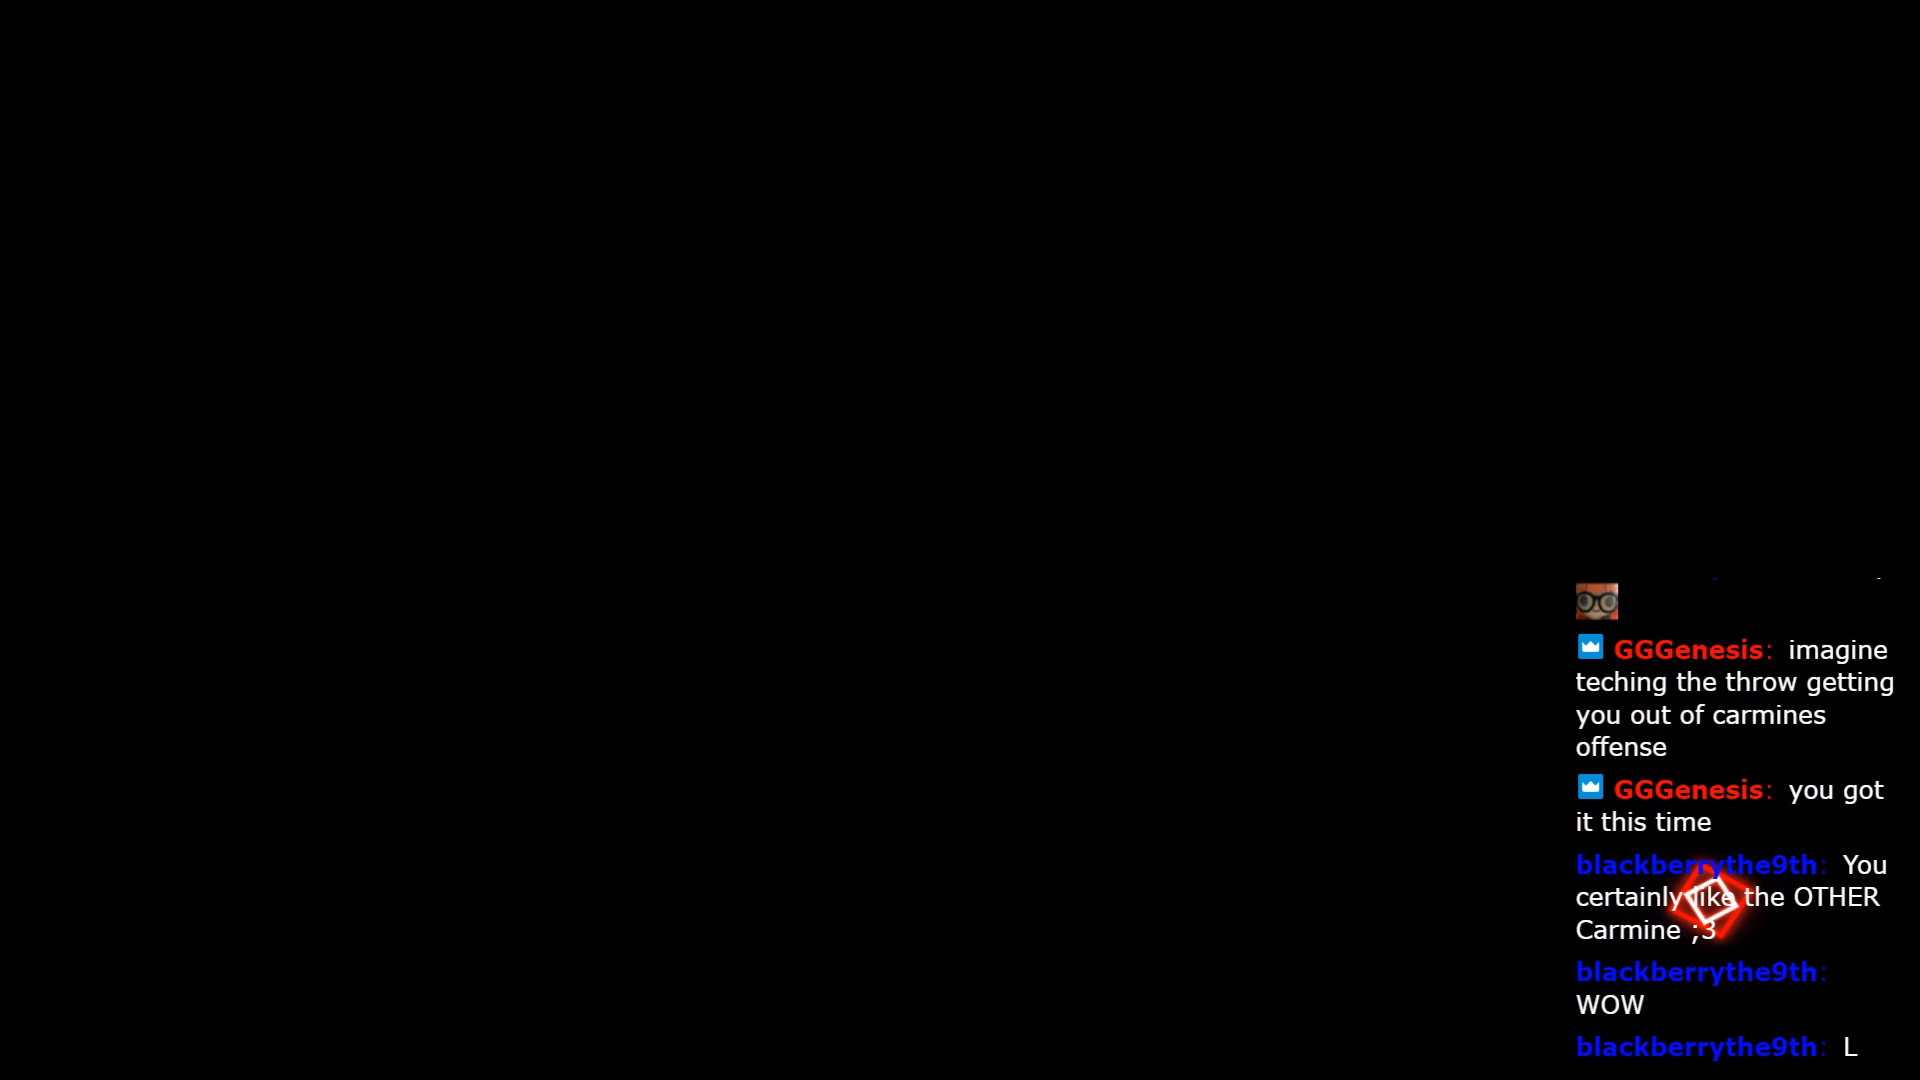 GGGenesis: imagine
teching the throw getting
you out of carmines
offense
GGGenesis: you got
it this time
blackberrythe9th: You
certainly like the OTHER
Carmine ;3
blackberrythe9th:
WOW
blackberrythe9th: L